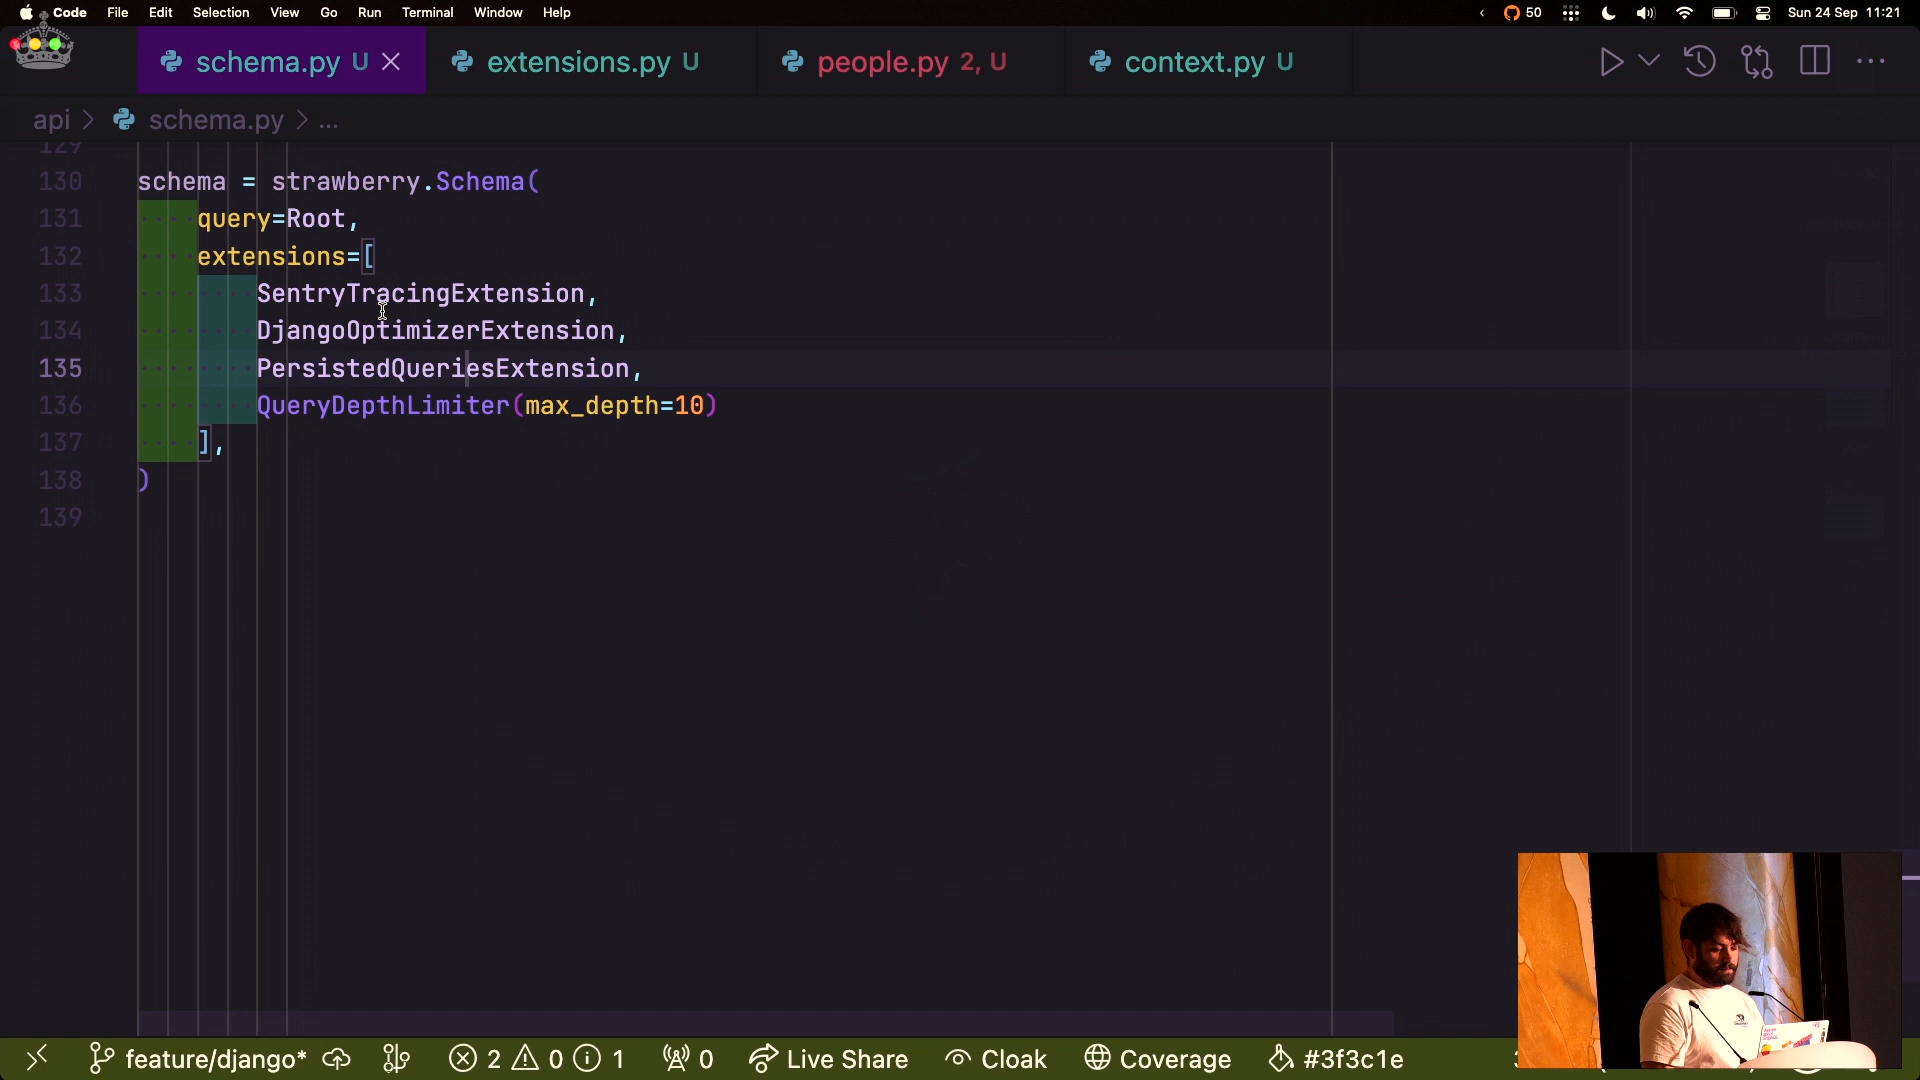 Code File Edit Selection View Go Run Terminal Window Help
50 Sun 24 Sep 11:21
schema.py U extensions.py U people.py 2, U context.py U
api > schema.py > ...
129
130 schema = strawberry.Schema(
131 query=Root,
132 extensions=[
133 SentryTracingExtension,
134 DjangoOptimizerExtension,
135 PersistedQueriesExtension,
136 QueryDepthLimiter(max_depth=10)
137 ],
138 )
139
feature/django* 2 0 1 0 Live Share Cloak Coverage #3f3c1e